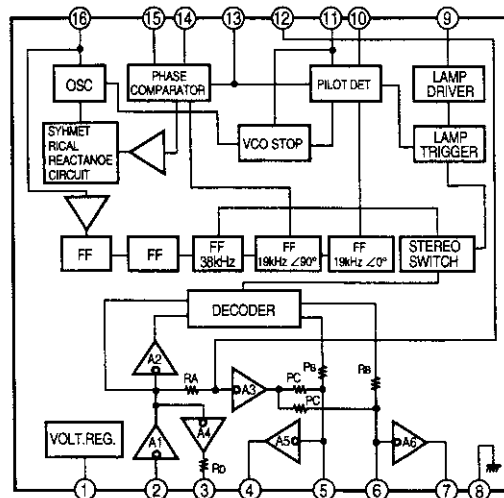 16 15 14 13 12 11 10 9
OSC
PHASE
COMPARATOR
PILOT DET
LAMP
DRIVER
SYHMET
RICAL
REACTANOE
CIRCUIT
VCO STOP
LAMP
TRIGGER
FF
FF
FF
38kHz
FF
19kHz ∠90°
FF
19kHz ∠0°
STEREO
SWITCH
DECODER
A2
RA
A3
PC
PC
PB
RB
VOLT.REG.
A1
A4
RD
A5
A6
1 2 3 4 5 6 7 8